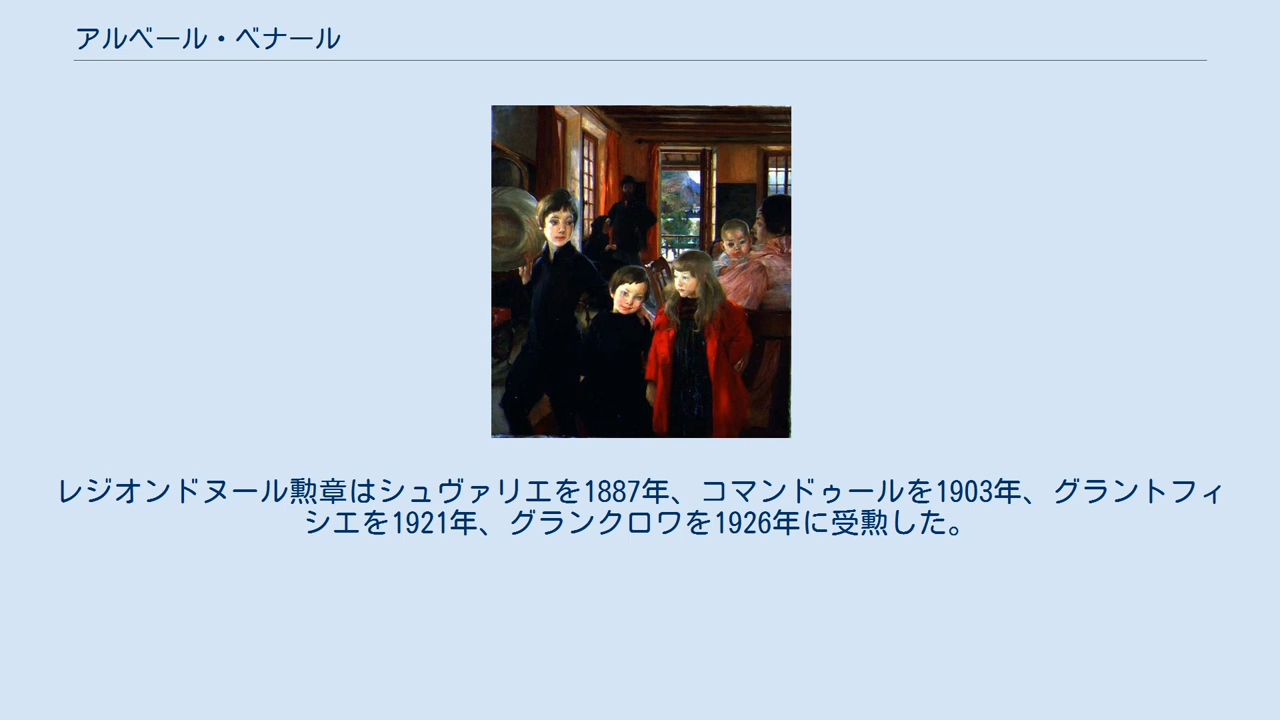 アルベール・ベナール
レジオンドヌール勲章はシュヴァリエを1887年、コマンドゥールを1903年、グラントフィ
シエを1921年、グランクロワを1926年に受勲した。